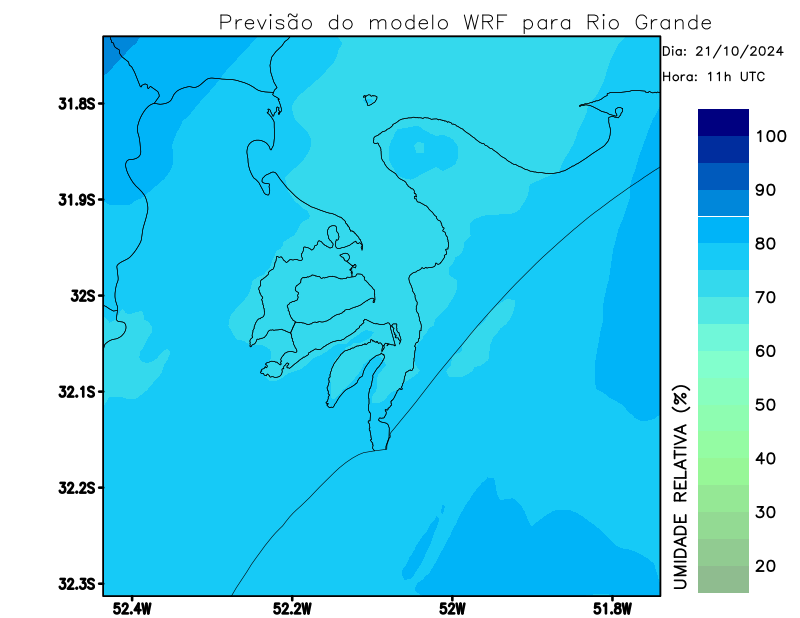 Previsão do modelo WRF para Rio Grande
Dia: 21/10/2024
Hora: 11h UTC
31.8S
31.9S
32S
32.1S
32.2S
32.3S
52.4W
52.2W
52W
51.8W
100
90
80
70
60
50
40
30
20
UMIDADE RELATIVA (%)